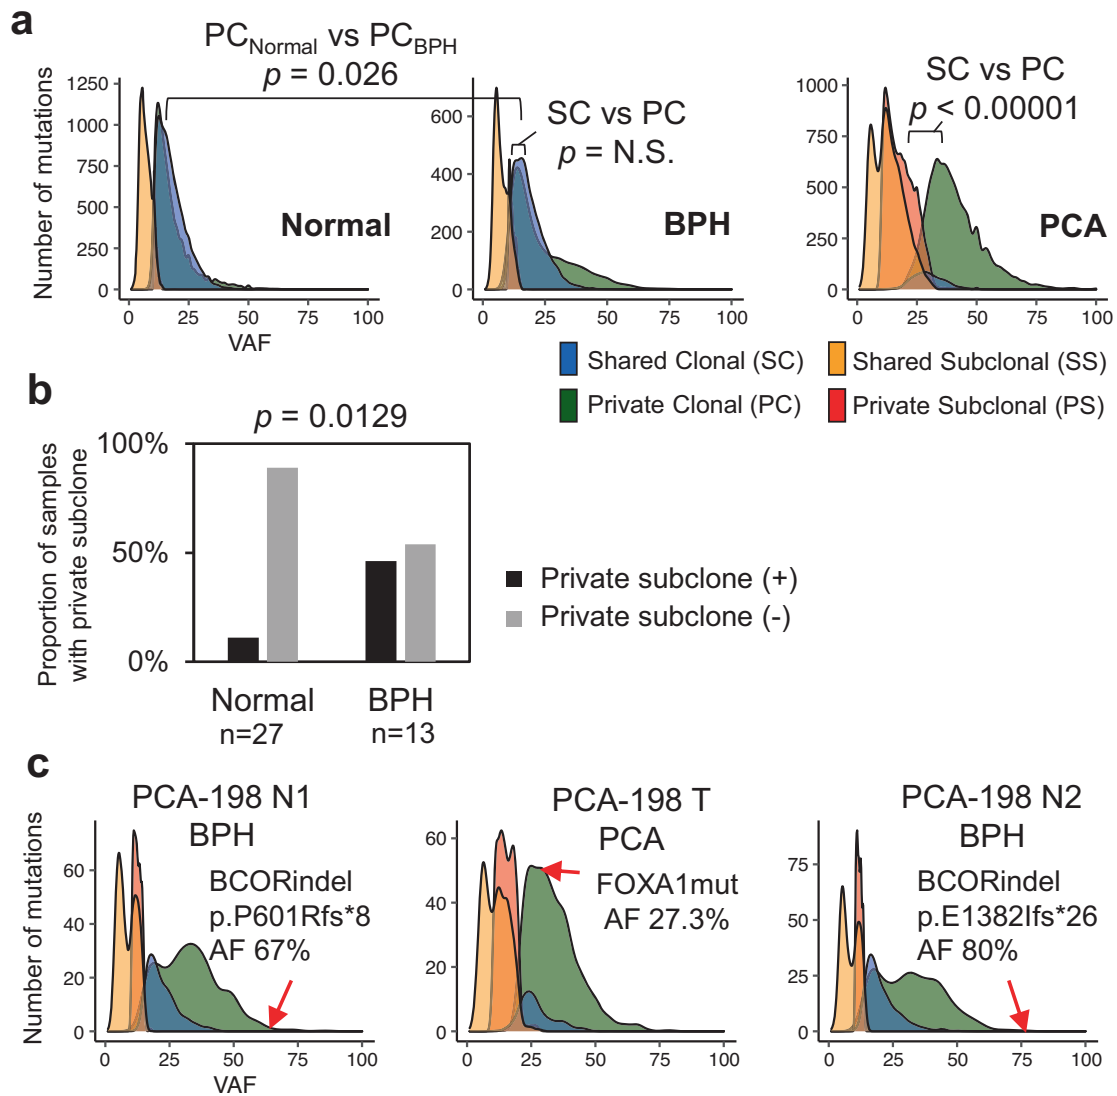 a
PC_Normal vs PC_BPH
p = 0.026
Number of mutations
1250
1000
750
500
250
0
0 25 50 75 100
VAF
Normal
SC vs PC
p = N.S.
600
400
200
0
0 25 50 75 100
BPH
SC vs PC
p < 0.00001
1000
750
500
250
0
0 25 50 75 100
PCA
Shared Clonal (SC)
Shared Subclonal (SS)
Private Clonal (PC)
Private Subclonal (PS)
b
p = 0.0129
Proportion of samples
with private subclone
100%
50%
0%
Normal
n=27
BPH
n=13
Private subclone (+)
Private subclone (-)
c
PCA-198 N1
BPH
BCORindel
p.P601Rfs*8
AF 67%
Number of mutations
60
40
20
0
0 25 50 75 100
VAF
PCA-198 T
PCA
FOXA1mut
AF 27.3%
60
40
20
0
0 25 50 75 100
PCA-198 N2
BPH
BCORindel
p.E1382Ifs*26
AF 80%
75
50
25
0
0 25 50 75 100